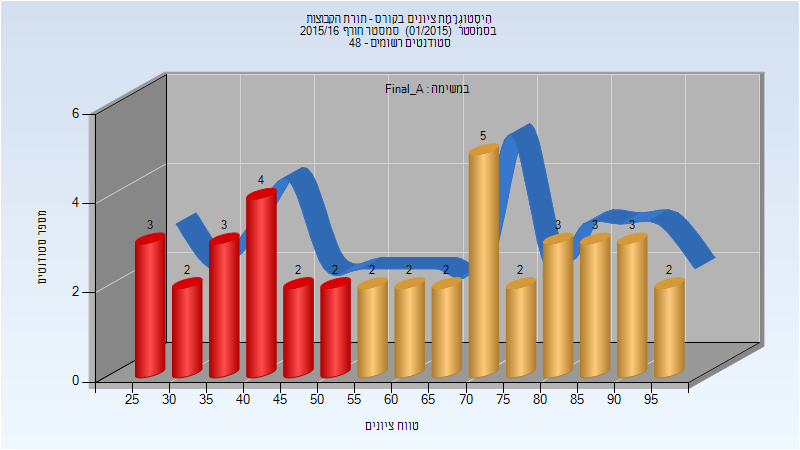 היסטוגרמת ציונים בקורס - תורת הקבוצות
בסמסטר (01/2015) סמסטר חורף 2015/16
סטודנטים רשומים - 48
במשימה : Final_A
מספר סטודנטים
6
4
2
0
3 2 3 4 2 2 2 2 2 5 2 3 3 3 2
25 30 35 40 45 50 55 60 65 70 75 80 85 90 95
טווח ציונים